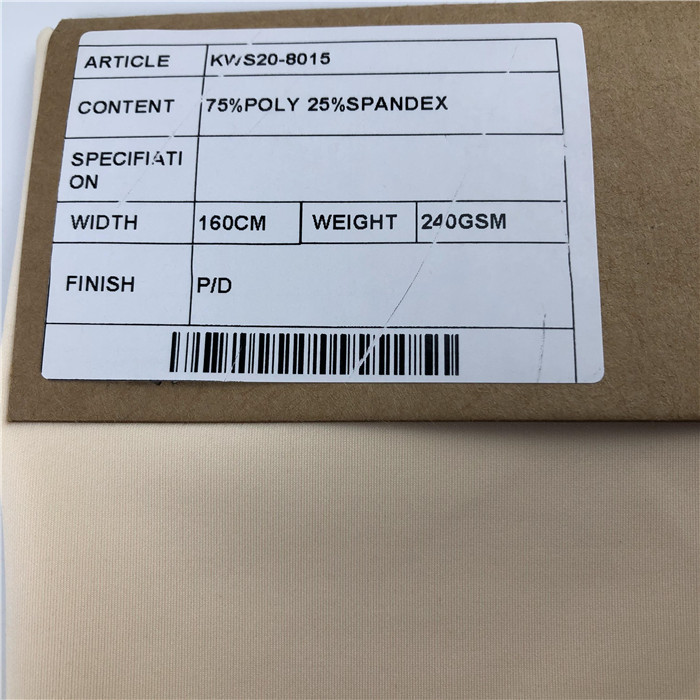 ARTICLE KWS20-8015
CONTENT 75%POLY 25%SPANDEX
SPECIFIATI
ON
WIDTH 160CM WEIGHT 240GSM
FINISH P/D